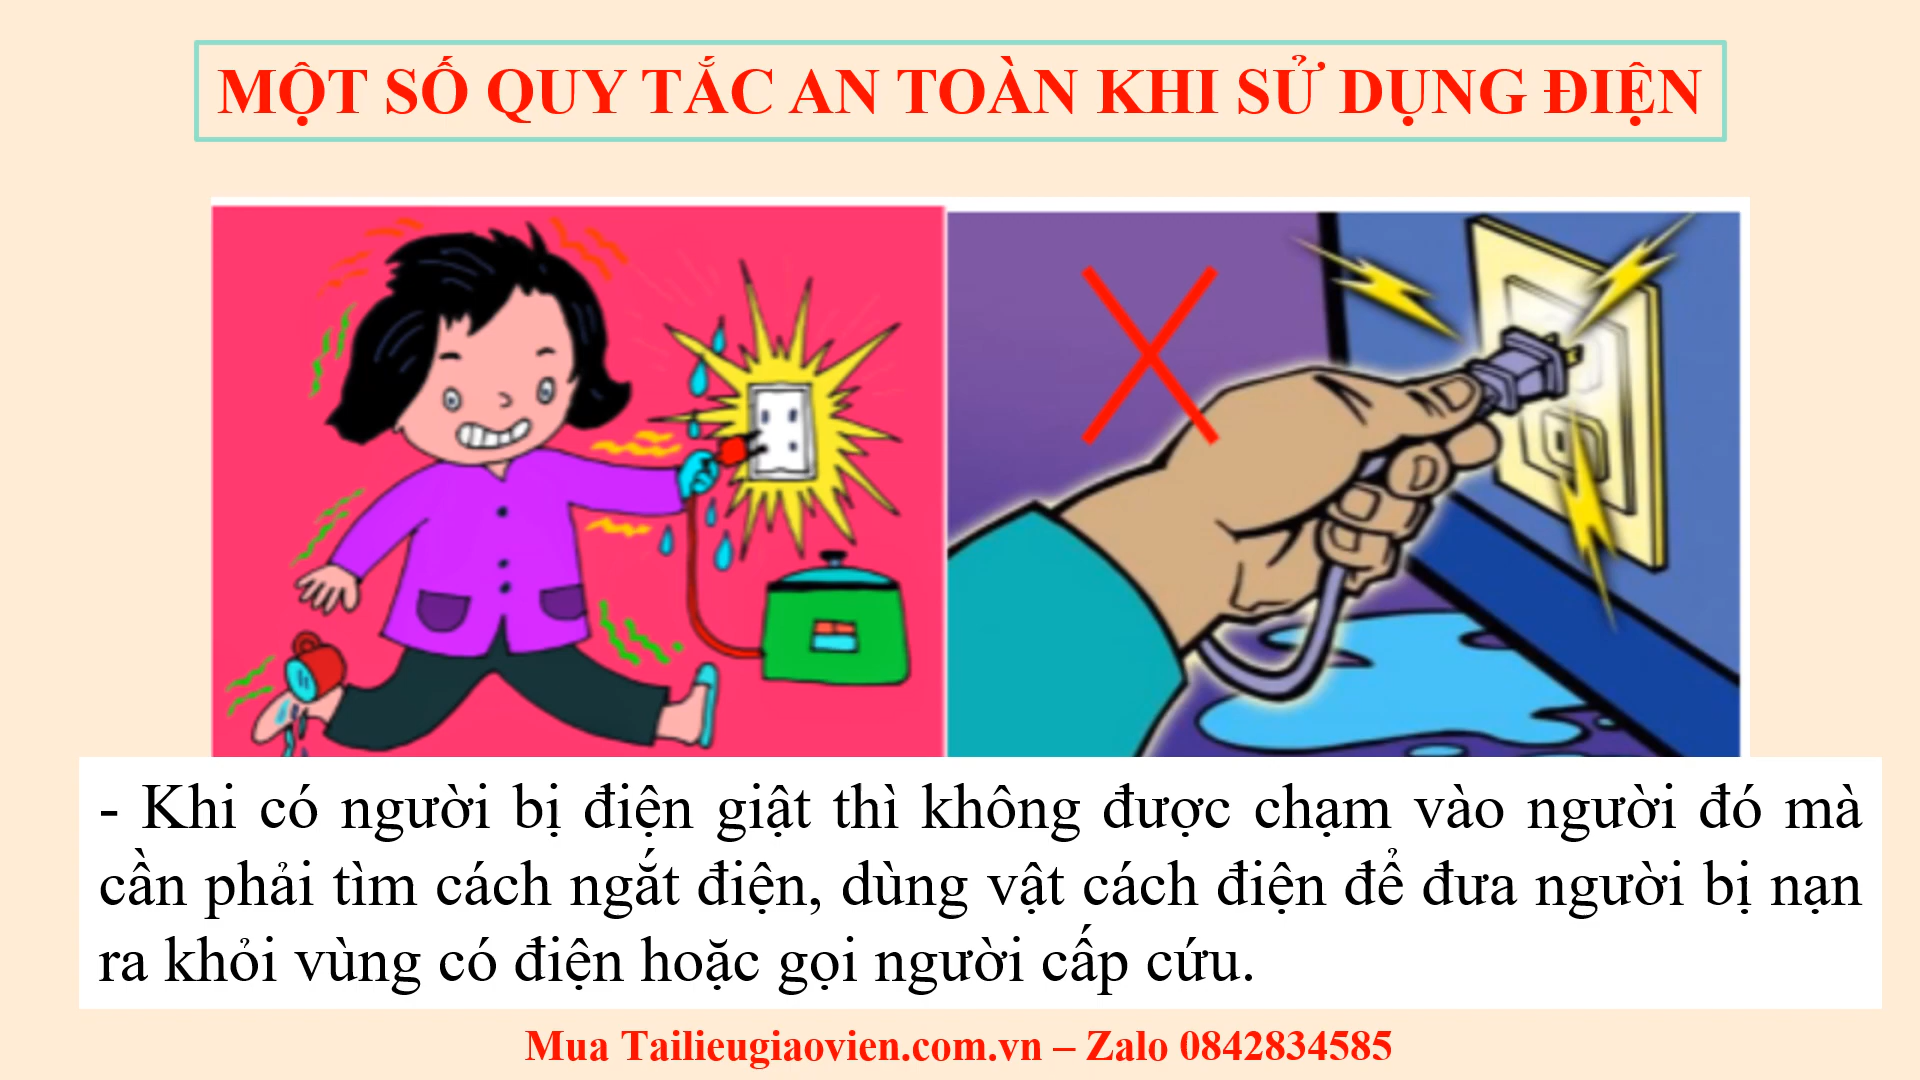 MỘT SỐ QUY TẮC AN TOÀN KHI SỬ DỤNG ĐIỆN
- Khi có người bị điện giật thì không được chạm vào người đó mà
cần phải tìm cách ngắt điện, dùng vật cách điện để đưa người bị nạn
ra khỏi vùng có điện hoặc gọi người cấp cứu.
Mua Tailieugiaovien.com.vn – Zalo 0842834585